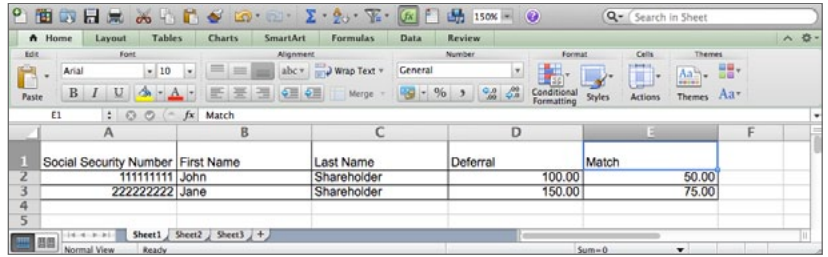 150%
Search in Sheet
Home Layout Tables Charts SmartArt Formulas Data Review
Edit Font Alignment Number Format Cells Themes
Arial 10 abc Wrap Text General
Paste B I U A Merge % , Conditional Formatting Styles Actions Themes Aa
E1 fx Match
A B C D E F
1 Social Security Number First Name Last Name Deferral Match
2 111111111 John Shareholder 100.00 50.00
3 222222222 Jane Shareholder 150.00 75.00
4
5
Sheet1 Sheet2 Sheet3 +
Normal View Ready Sum=0